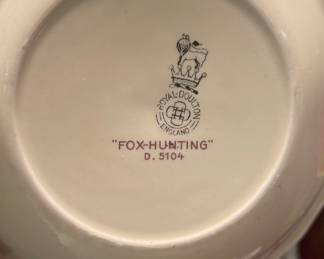 ROYAL DOULTON
ENGLAND
"FOX-HUNTING"
D. 5104